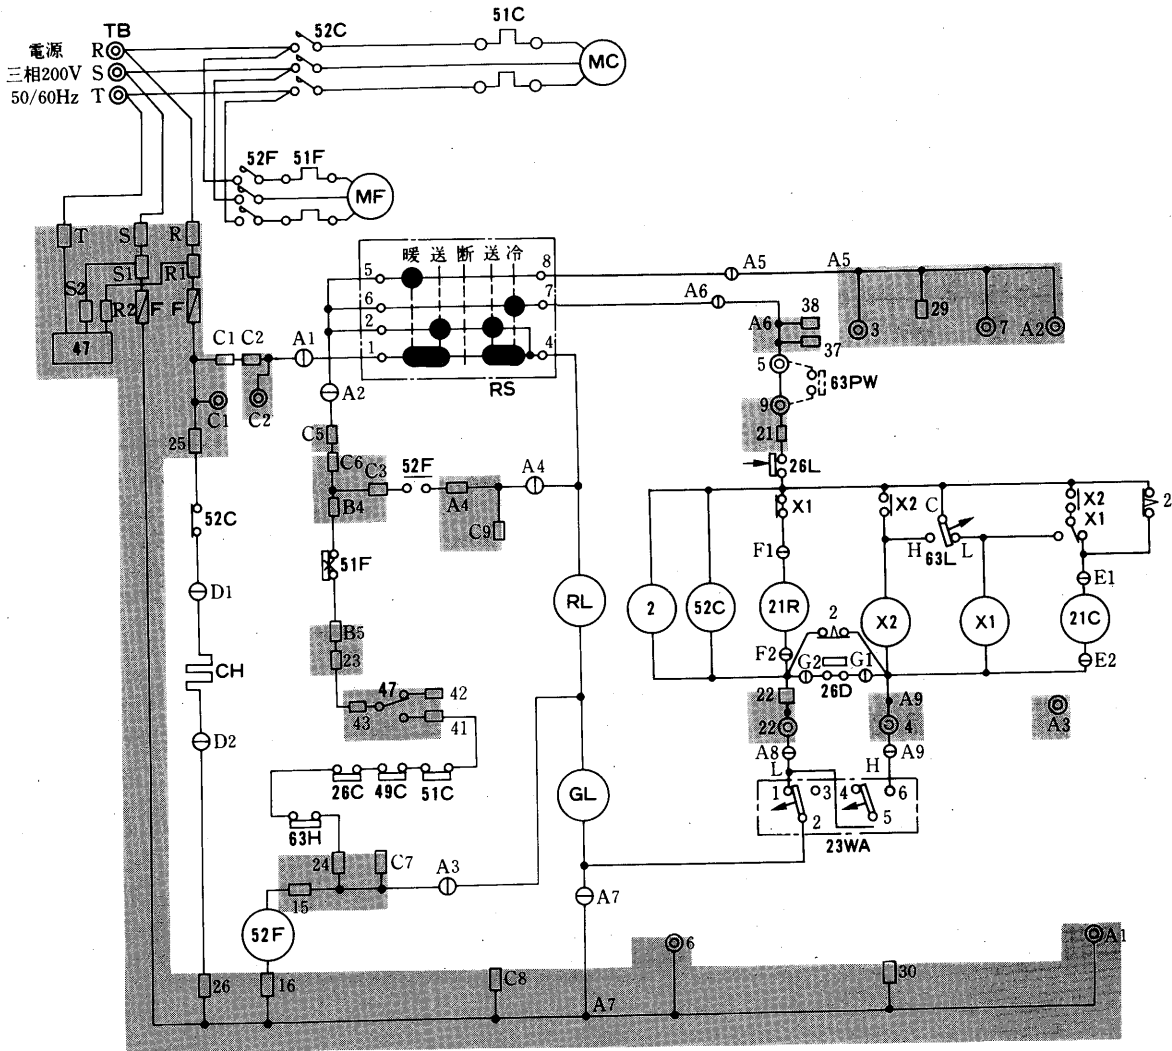 TB
電源 R
三相200V S
50/60Hz T
52C
51C
MC
52F
51F
MF
T
S
R
S1
R1
S2
R2
F
F
47
暖 送 断 送 冷
5
8
6
7
2
1
4
RS
C1
C2
A1
A2
C1
C2
25
A5
A5
A6
A6
38
37
3
29
7
A2
5
63PW
9
21
26L
C5
C6
C3
52F
A4
A4
B4
C9
52C
51F
D1
CH
D2
B5
23
47
42
43
41
26C
49C
51C
63H
24
C7
A3
15
52F
26
16
C8
RL
GL
A7
A7
X1
X2
C
X2
X1
2
F1
H
63L
L
E1
2
52C
21R
X2
X1
21C
2
F2
G2
G1
26D
E2
22
22
A9
4
A3
A8
A9
L
H
1
3
4
6
2
5
23WA
6
30
A1